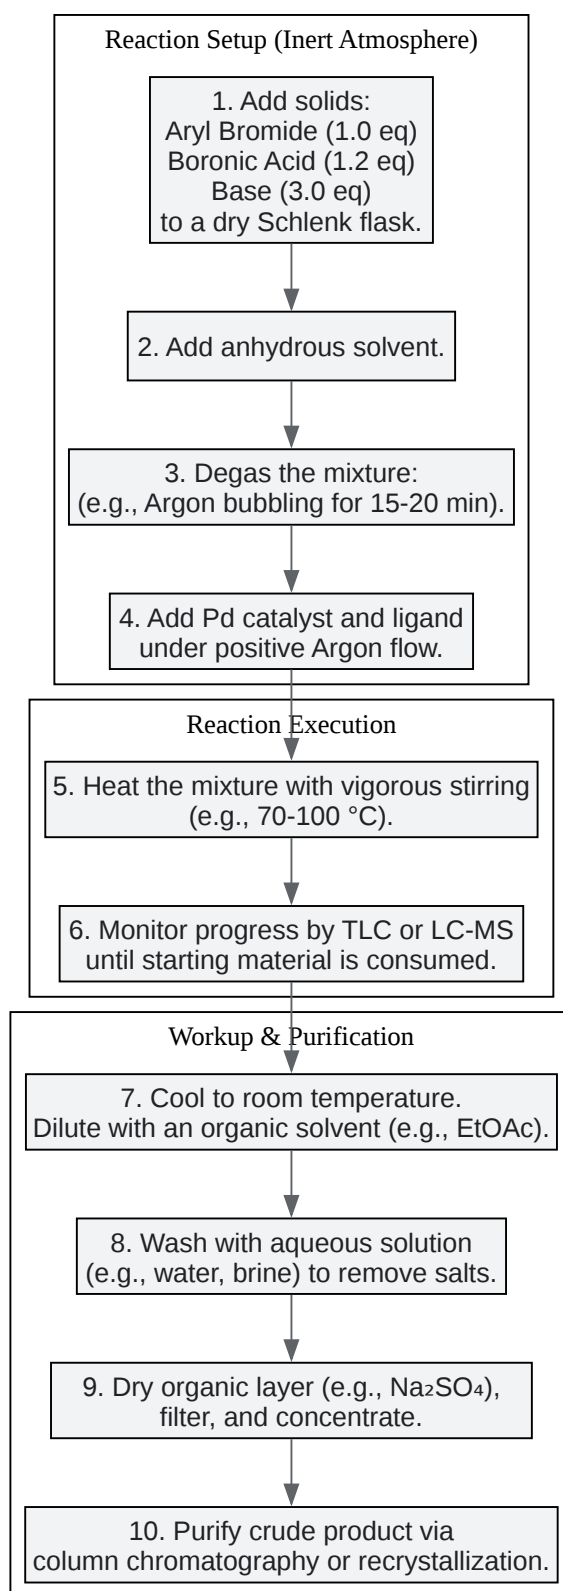 Reaction Setup (Inert Atmosphere)
1. Add solids:
Aryl Bromide (1.0 eq)
Boronic Acid (1.2 eq)
Base (3.0 eq)
to a dry Schlenk flask.
2. Add anhydrous solvent.
3. Degas the mixture:
(e.g., Argon bubbling for 15-20 min).
4. Add Pd catalyst and ligand
under positive Argon flow.
Reaction Execution
5. Heat the mixture with vigorous stirring
(e.g., 70-100 °C).
6. Monitor progress by TLC or LC-MS
until starting material is consumed.
Workup & Purification
7. Cool to room temperature.
Dilute with an organic solvent (e.g., EtOAc).
8. Wash with aqueous solution
(e.g., water, brine) to remove salts.
9. Dry organic layer (e.g., Na₂SO₄),
filter, and concentrate.
10. Purify crude product via
column chromatography or recrystallization.